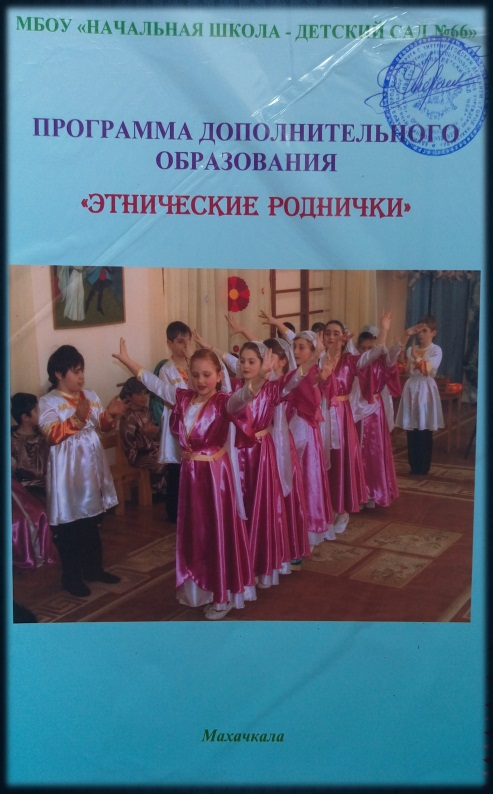 МБОУ «НАЧАЛЬНАЯ ШКОЛА - ДЕТСКИЙ САД №66»
ПРОГРАММА ДОПОЛНИТЕЛЬНОГО
ОБРАЗОВАНИЯ
«ЭТНИЧЕСКИЕ РОДНИЧКИ»
Махачкала